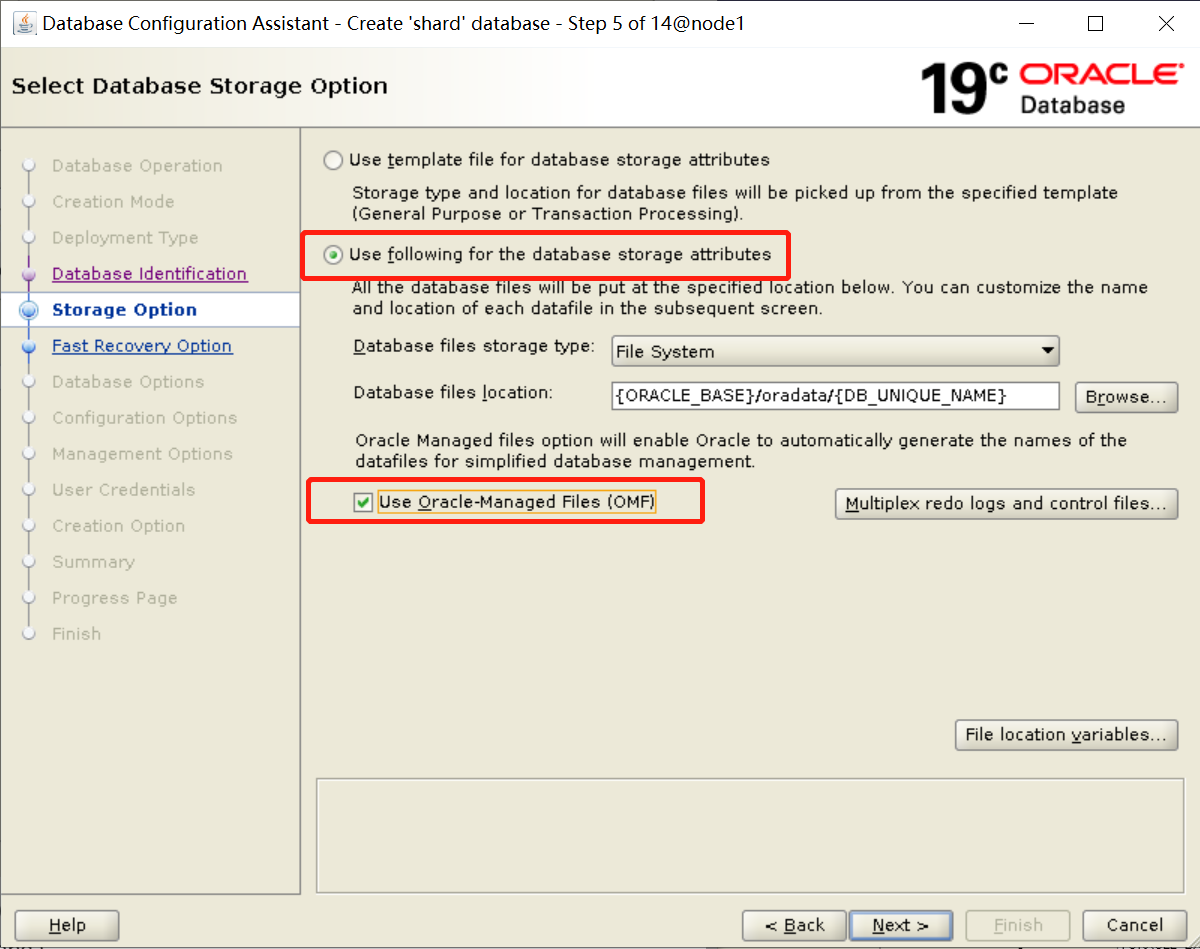 Database Configuration Assistant - Create 'shard' database - Step 5 of 14@node1
Select Database Storage Option
19c ORACLE
Database
Database Operation
Creation Mode
Deployment Type
Database Identification
Storage Option
Fast Recovery Option
Database Options
Configuration Options
Management Options
User Credentials
Creation Option
Summary
Progress Page
Finish
Use template file for database storage attributes
Storage type and location for database files will be picked up from the specified template
(General Purpose or Transaction Processing).
Use following for the database storage attributes
All the database files will be put at the specified location below. You can customize the name
and location of each datafile in the subsequent screen.
Database files storage type: File System
Database files location: {ORACLE_BASE}/oradata/{DB_UNIQUE_NAME} Browse...
Oracle Managed files option will enable Oracle to automatically generate the names of the
datafiles for simplified database management.
Use Oracle-Managed Files (OMF) Multiplex redo logs and control files...
File location variables...
Help < Back Next > Finish Cancel